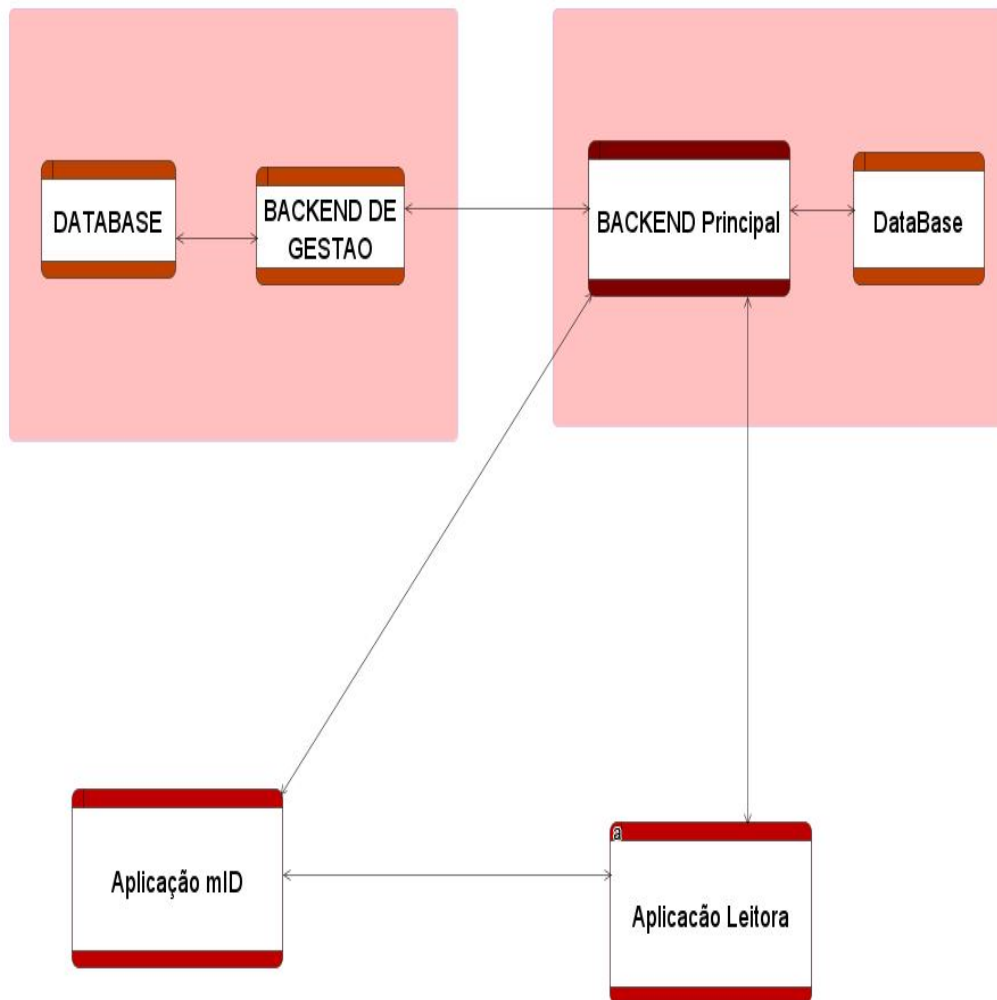 DATABASE
BACKEND DE
GESTAO
BACKEND Principal
DataBase
Aplicação mID
a
Aplicacão Leitora